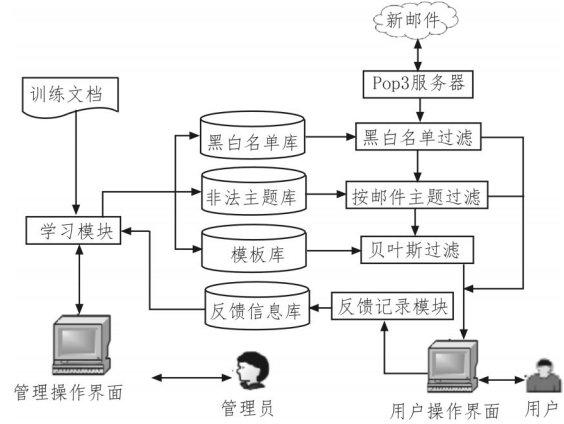 新邮件
Pop3服务器
训练文档
黑白名单库
黑白名单过滤
非法主题库
按邮件主题过滤
学习模块
模板库
贝叶斯过滤
反馈信息库
反馈记录模块
管理操作界面
管理员
用户操作界面
用户